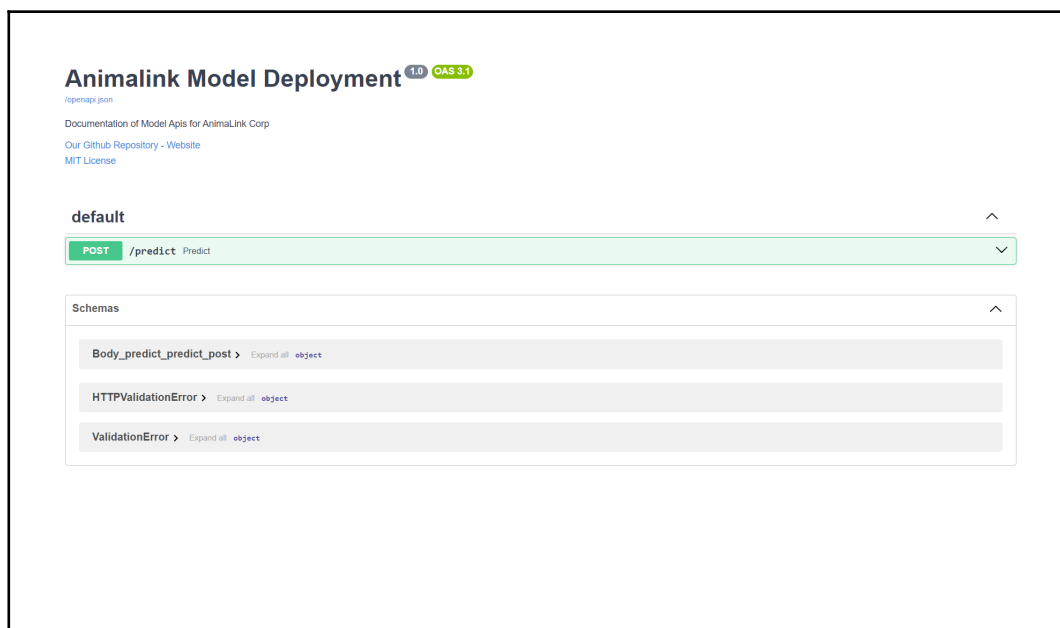 Animalink Model Deployment 1.0 OAS 3.1
/openapi.json
Documentation of Model Apis for AnimaLink Corp
Our Github Repository - Website
MIT License
default
POST /predict Predict
Schemas
Body_predict_predict_post Expand all object
HTTPValidationError Expand all object
ValidationError Expand all object